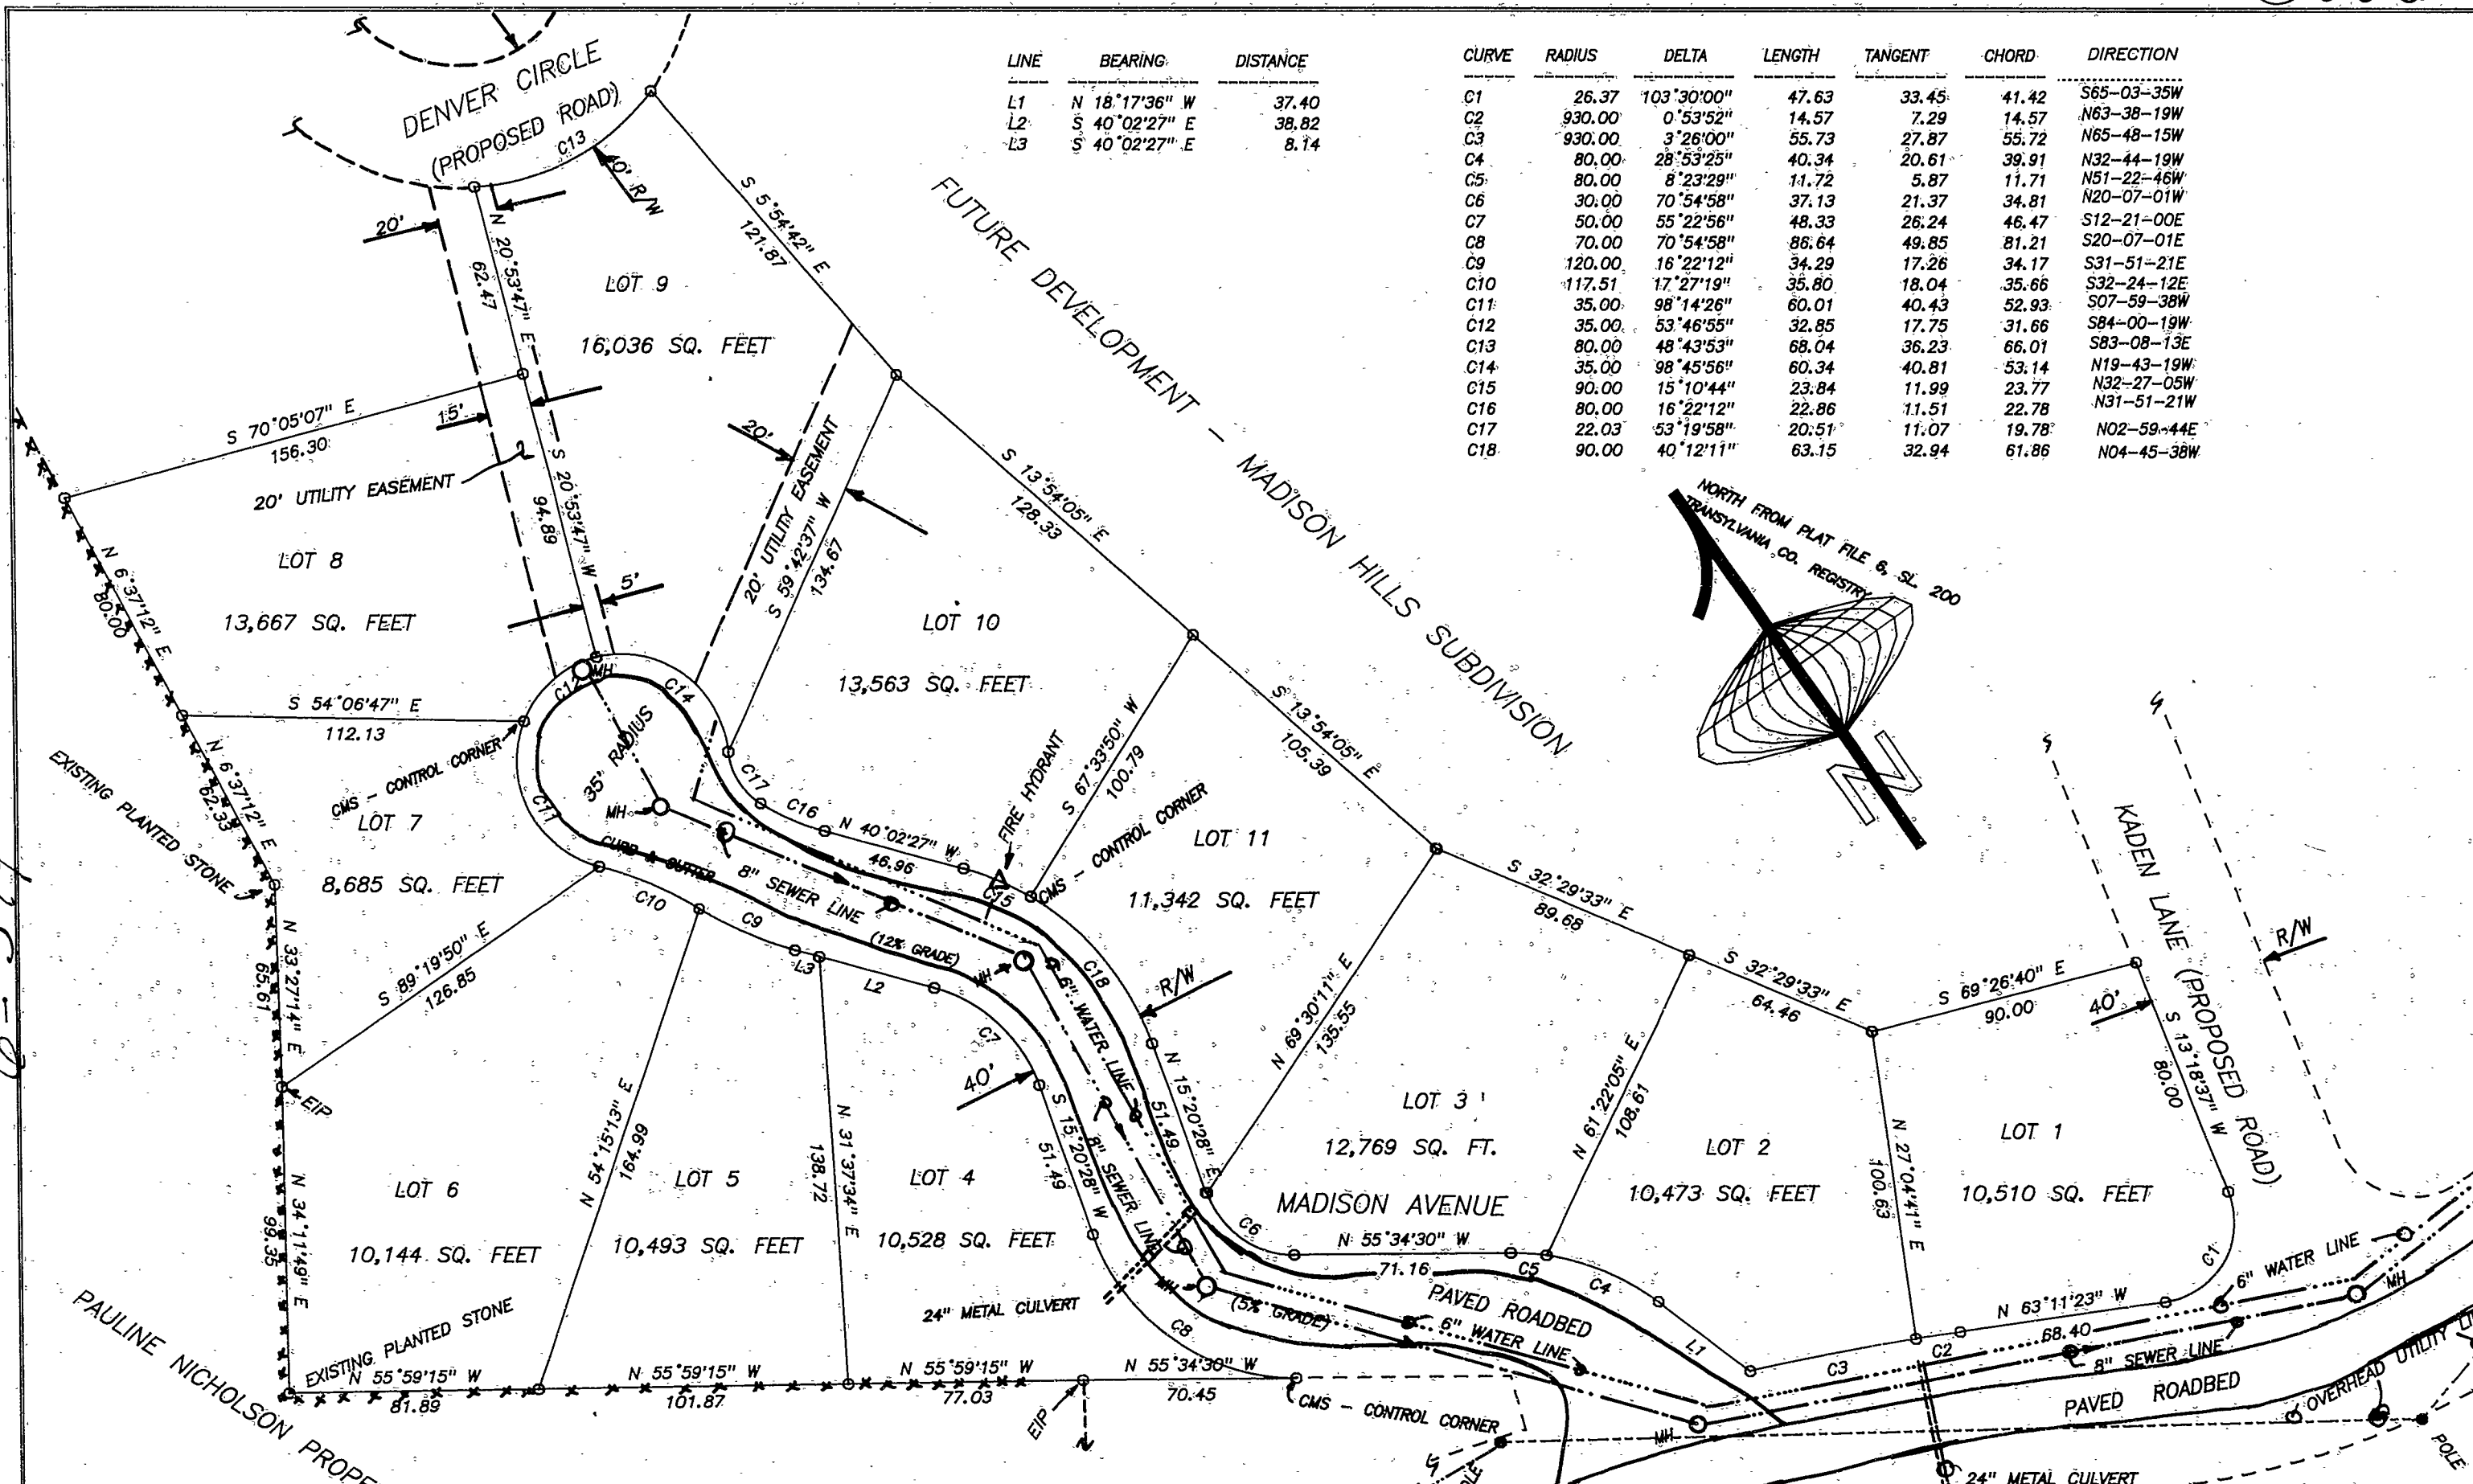 LINE BEARING DISTANCE
L1 N 18°17'36" W 37.40
L2 S 40°02'27" E 38.82
L3 S 40°02'27" E 8.14
CURVE RADIUS DELTA LENGTH TANGENT CHORD DIRECTION
C1 26.37 103°30'00" 47.63 33.45 41.42 S65-03-35W
C2 930.00 0°53'52" 14.57 7.29 14.57 N63-38-19W
C3 930.00 3°26'00" 55.73 27.87 55.72 N65-48-15W
C4 80.00 28°53'25" 40.34 20.61 39.91 N32-44-19W
C5 80.00 8°23'29" 11.72 5.87 11.71 N51-22-46W
C6 30.00 70°54'58" 37.13 21.37 34.81 N20-07-01W
C7 50.00 55°22'56" 48.33 26.24 46.47 S12-21-00E
C8 70.00 70°54'58" 86.64 49.85 81.21 S20-07-01E
C9 120.00 16°22'12" 34.29 17.26 34.17 S31-51-21E
C10 117.51 17°27'19" 35.80 18.04 35.66 S32-24-12E
C11 35.00 98°14'26" 60.01 40.43 52.93 S07-59-38W
C12 35.00 53°46'55" 32.85 17.75 31.66 S84-00-19W
C13 80.00 48°43'53" 68.04 36.23 66.01 S83-08-13E
C14 35.00 98°45'56" 60.34 40.81 53.14 N19-43-19W
C15 90.00 15°10'44" 23.84 11.99 23.77 N32-27-05W
C16 80.00 16°22'12" 22.86 11.51 22.78 N31-51-21W
C17 22.03 53°19'58" 20.51 11.07 19.78 N02-59-44E
C18 90.00 40°12'11" 63.15 32.94 61.86 N04-45-38W
DENVER CIRCLE
(PROPOSED ROAD)
C13
40' R/W
20'
N 20°53'47" E
62.47
S 5°54'42" E
121.87
LOT 9
16,036 SQ. FEET
FUTURE DEVELOPMENT - MADISON HILLS SUBDIVISION
S 70°05'07" E
156.30
15'
20' UTILITY EASEMENT
S 20°53'47" W
94.89
5'
20'
20' UTILITY EASEMENT
S 59°42'37" W
134.67
S 13°54'05" E
128.33
NORTH FROM PLAT FILE 6, SL. 200
TRANSYLVANIA CO. REGISTRY
N
LOT 8
13,667 SQ. FEET
N 6°37'12" E
80.00
LOT 10
13,563 SQ. FEET
S 54°06'47" E
112.13
C12
MH
C14
35' RADIUS
CMS - CONTROL CORNER
C11
MH
C17
C16
N 40°02'27" W
46.96
FIRE HYDRANT
S 67°33'50" W
100.79
S 13°54'05" E
105.39
CMS - CONTROL CORNER
LOT 11
11,342 SQ. FEET
N 6°37'12" E
62.33
EXISTING PLANTED STONE
LOT 7
8,685 SQ. FEET
CURB & GUTTER
8" SEWER LINE
(12% GRADE)
C15
MH
6" WATER LINE
C18
R/W
S 32°29'33" E
89.68
S 32°29'33" E
64.46
S 69°26'40" E
90.00
40'
KADEN LANE (PROPOSED ROAD)
R/W
S 13°18'37" W
80.00
N 33°27'14" E
65.61
S 89°19'50" E
126.85
C10
C9
L3
L2
C7
40'
EIP
N 34°11'49" E
99.35
LOT 6
10,144 SQ. FEET
N 54°15'13" E
164.99
LOT 5
10,493 SQ. FEET
N 31°37'34" E
138.72
LOT 4
10,528 SQ. FEET
S 15°20'28" W
51.49
8" SEWER LINE
N 15°20'28" E
51.49
N 69°30'11" E
135.55
LOT 3
12,769 SQ. FT.
N 61°22'05" E
108.61
LOT 2
10,473 SQ. FEET
N 27°04'41" E
100.63
LOT 1
10,510 SQ. FEET
MADISON AVENUE
C6
N 55°34'30" W
71.16
C5
C4
L1
PAVED ROADBED
MH
(5% GRADE)
6" WATER LINE
24" METAL CULVERT
C8
C3
C2
N 63°11'23" W
68.40
C1
6" WATER LINE
MH
8" SEWER LINE
PAVED ROADBED
OVERHEAD UTILITY
POLE
PAULINE NICHOLSON
EXISTING PLANTED STONE
N 55°59'15" W
81.89
N 55°59'15" W
101.87
N 55°59'15" W
77.03
N 55°34'30" W
70.45
EIP
CMS - CONTROL CORNER
MH
24" METAL CULVERT